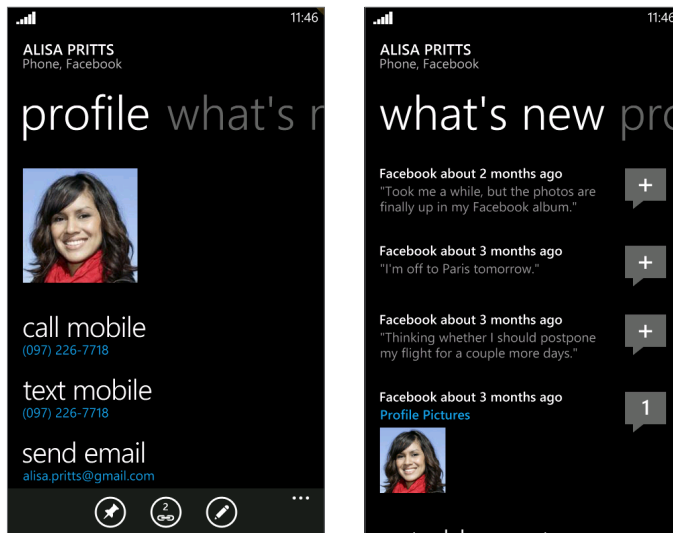 11:46
ALISA PRITTS
Phone, Facebook
profile what's
call mobile
(097) 226-7718
text mobile
(097) 226-7718
send email
alisa.pritts@gmail.com
2
11:46
ALISA PRITTS
Phone, Facebook
what's new pro
Facebook about 2 months ago
"Took me a while, but the photos are
finally up in my Facebook album."
+
Facebook about 3 months ago
"I'm off to Paris tomorrow."
+
Facebook about 3 months ago
"Thinking whether I should postpone
my flight for a couple more days."
+
Facebook about 3 months ago
Profile Pictures
1